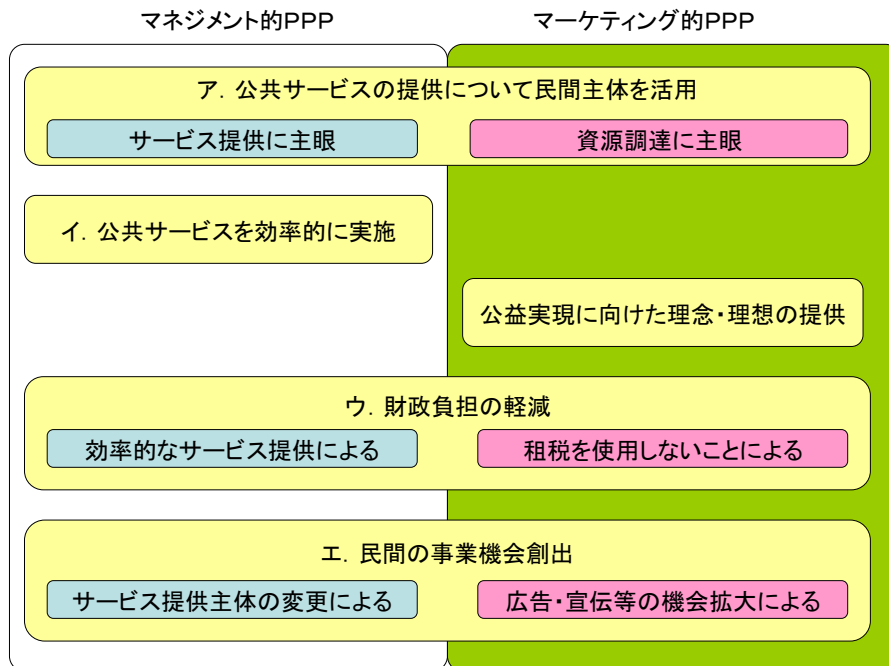 マネジメント的PPP
マーケティング的PPP
ア．公共サービスの提供について民間主体を活用
サービス提供に主眼
資源調達に主眼
イ．公共サービスを効率的に実施
公益実現に向けた理念・理想の提供
ウ．財政負担の軽減
効率的なサービス提供による
租税を使用しないことによる
エ．民間の事業機会創出
サービス提供主体の変更による
広告・宣伝等の機会拡大による